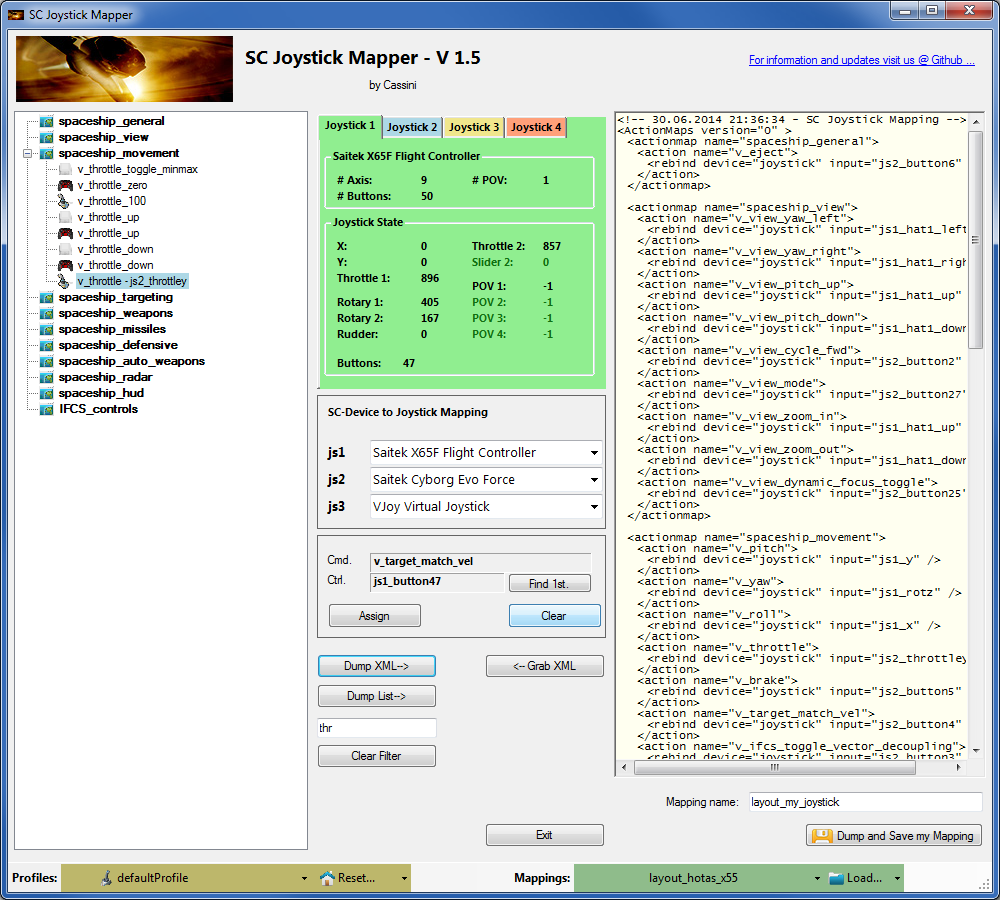 SC Joystick Mapper
SC Joystick Mapper - V 1.5
by Cassini
For information and updates visit us @ Github ...
spaceship_general
spaceship_view
spaceship_movement
v_throttle_toggle_minmax
v_throttle_zero
v_throttle_100
v_throttle_up
v_throttle_up
v_throttle_down
v_throttle_down
v_throttle - js2_throttley
spaceship_targeting
spaceship_weapons
spaceship_missiles
spaceship_defensive
spaceship_auto_weapons
spaceship_radar
spaceship_hud
IFCS_controls
Joystick 1 Joystick 2 Joystick 3 Joystick 4
Saitek X65F Flight Controller
# Axis: 9 # POV: 1
# Buttons: 50
Joystick State
X: 0 Throttle 2: 857
Y: 0 Slider 2: 0
Throttle 1: 896
POV 1: -1
Rotary 1: 405 POV 2: -1
Rotary 2: 167 POV 3: -1
Rudder: 0 POV 4: -1
Buttons: 47
SC-Device to Joystick Mapping
js1 Saitek X65F Flight Controller
js2 Saitek Cyborg Evo Force
js3 VJoy Virtual Joystick
Cmd. v_target_match_vel
Ctrl. js1_button47 Find 1st.
Assign Clear
Dump XML--> <-- Grab XML
Dump List-->
thr
Clear Filter
Exit
<!-- 30.06.2014 21:36:34 - SC Joystick Mapping -->
<ActionMaps version="0" >
<actionmap name="spaceship_general">
<action name="v_eject">
<rebind device="joystick" input="js2_button6"
</action>
</actionmap>
<actionmap name="spaceship_view">
<action name="v_view_yaw_left">
<rebind device="joystick" input="js1_hat1_left
</action>
<action name="v_view_yaw_right">
<rebind device="joystick" input="js1_hat1_righ
</action>
<action name="v_view_pitch_up">
<rebind device="joystick" input="js1_hat1_up"
</action>
<action name="v_view_pitch_down">
<rebind device="joystick" input="js1_hat1_down
</action>
<action name="v_view_cycle_fwd">
<rebind device="joystick" input="js2_button2"
</action>
<action name="v_view_mode">
<rebind device="joystick" input="js2_button27"
</action>
<action name="v_view_zoom_in">
<rebind device="joystick" input="js1_hat1_up"
</action>
<action name="v_view_zoom_out">
<rebind device="joystick" input="js1_hat1_down
</action>
<action name="v_view_dynamic_focus_toggle">
<rebind device="joystick" input="js2_button25"
</action>
</actionmap>
<actionmap name="spaceship_movement">
<action name="v_pitch">
<rebind device="joystick" input="js1_y" />
</action>
<action name="v_yaw">
<rebind device="joystick" input="js1_rotz" />
</action>
<action name="v_roll">
<rebind device="joystick" input="js1_x" />
</action>
<action name="v_throttle">
<rebind device="joystick" input="js2_throttley
</action>
<action name="v_brake">
<rebind device="joystick" input="js2_button5"
</action>
<action name="v_target_match_vel">
<rebind device="joystick" input="js2_button4"
</action>
<action name="v_ifcs_toggle_vector_decoupling">
<rebind device="joystick" input="js2_button3"
Mapping name: layout_my_joystick
Dump and Save my Mapping
Profiles: defaultProfile Reset... Mappings: layout_hotas_x55 Load...